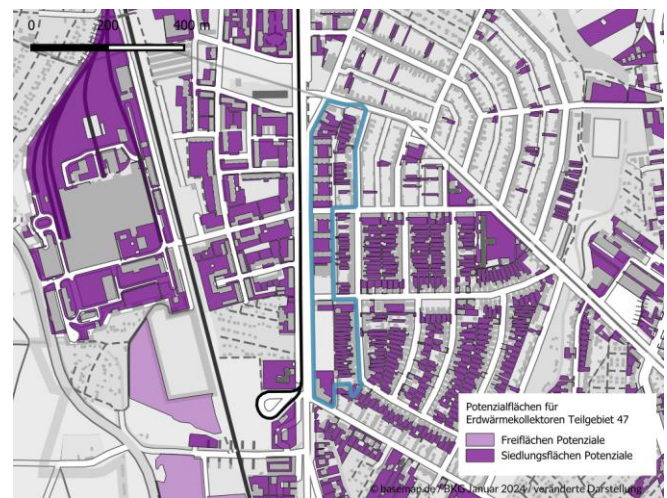 0 200 400 m
Potenzialflächen für
Erdwärmekollektoren Teilgebiet 47
Freiflächen Potenziale
Siedlungsflächen Potenziale
© basemap.de / BKG Januar 2024 / veränderte Darstellung